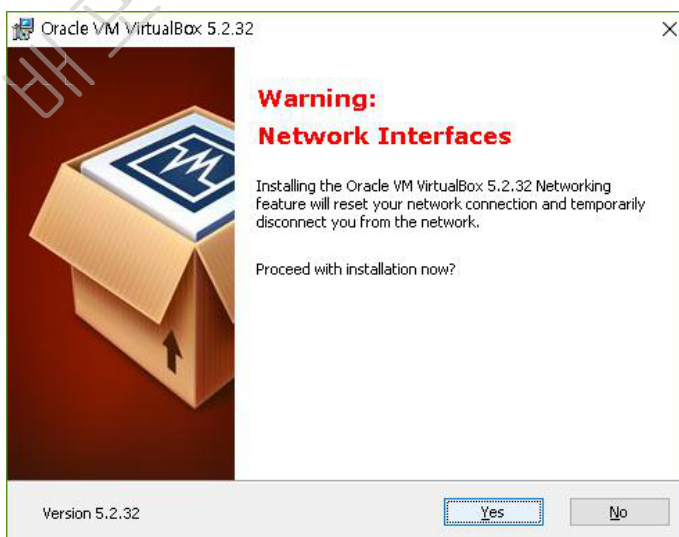 Oracle VM VirtualBox 5.2.32
Warning:
Network Interfaces
Installing the Oracle VM VirtualBox 5.2.32 Networking
feature will reset your network connection and temporarily
disconnect you from the network.
Proceed with installation now?
Version 5.2.32
Yes
No